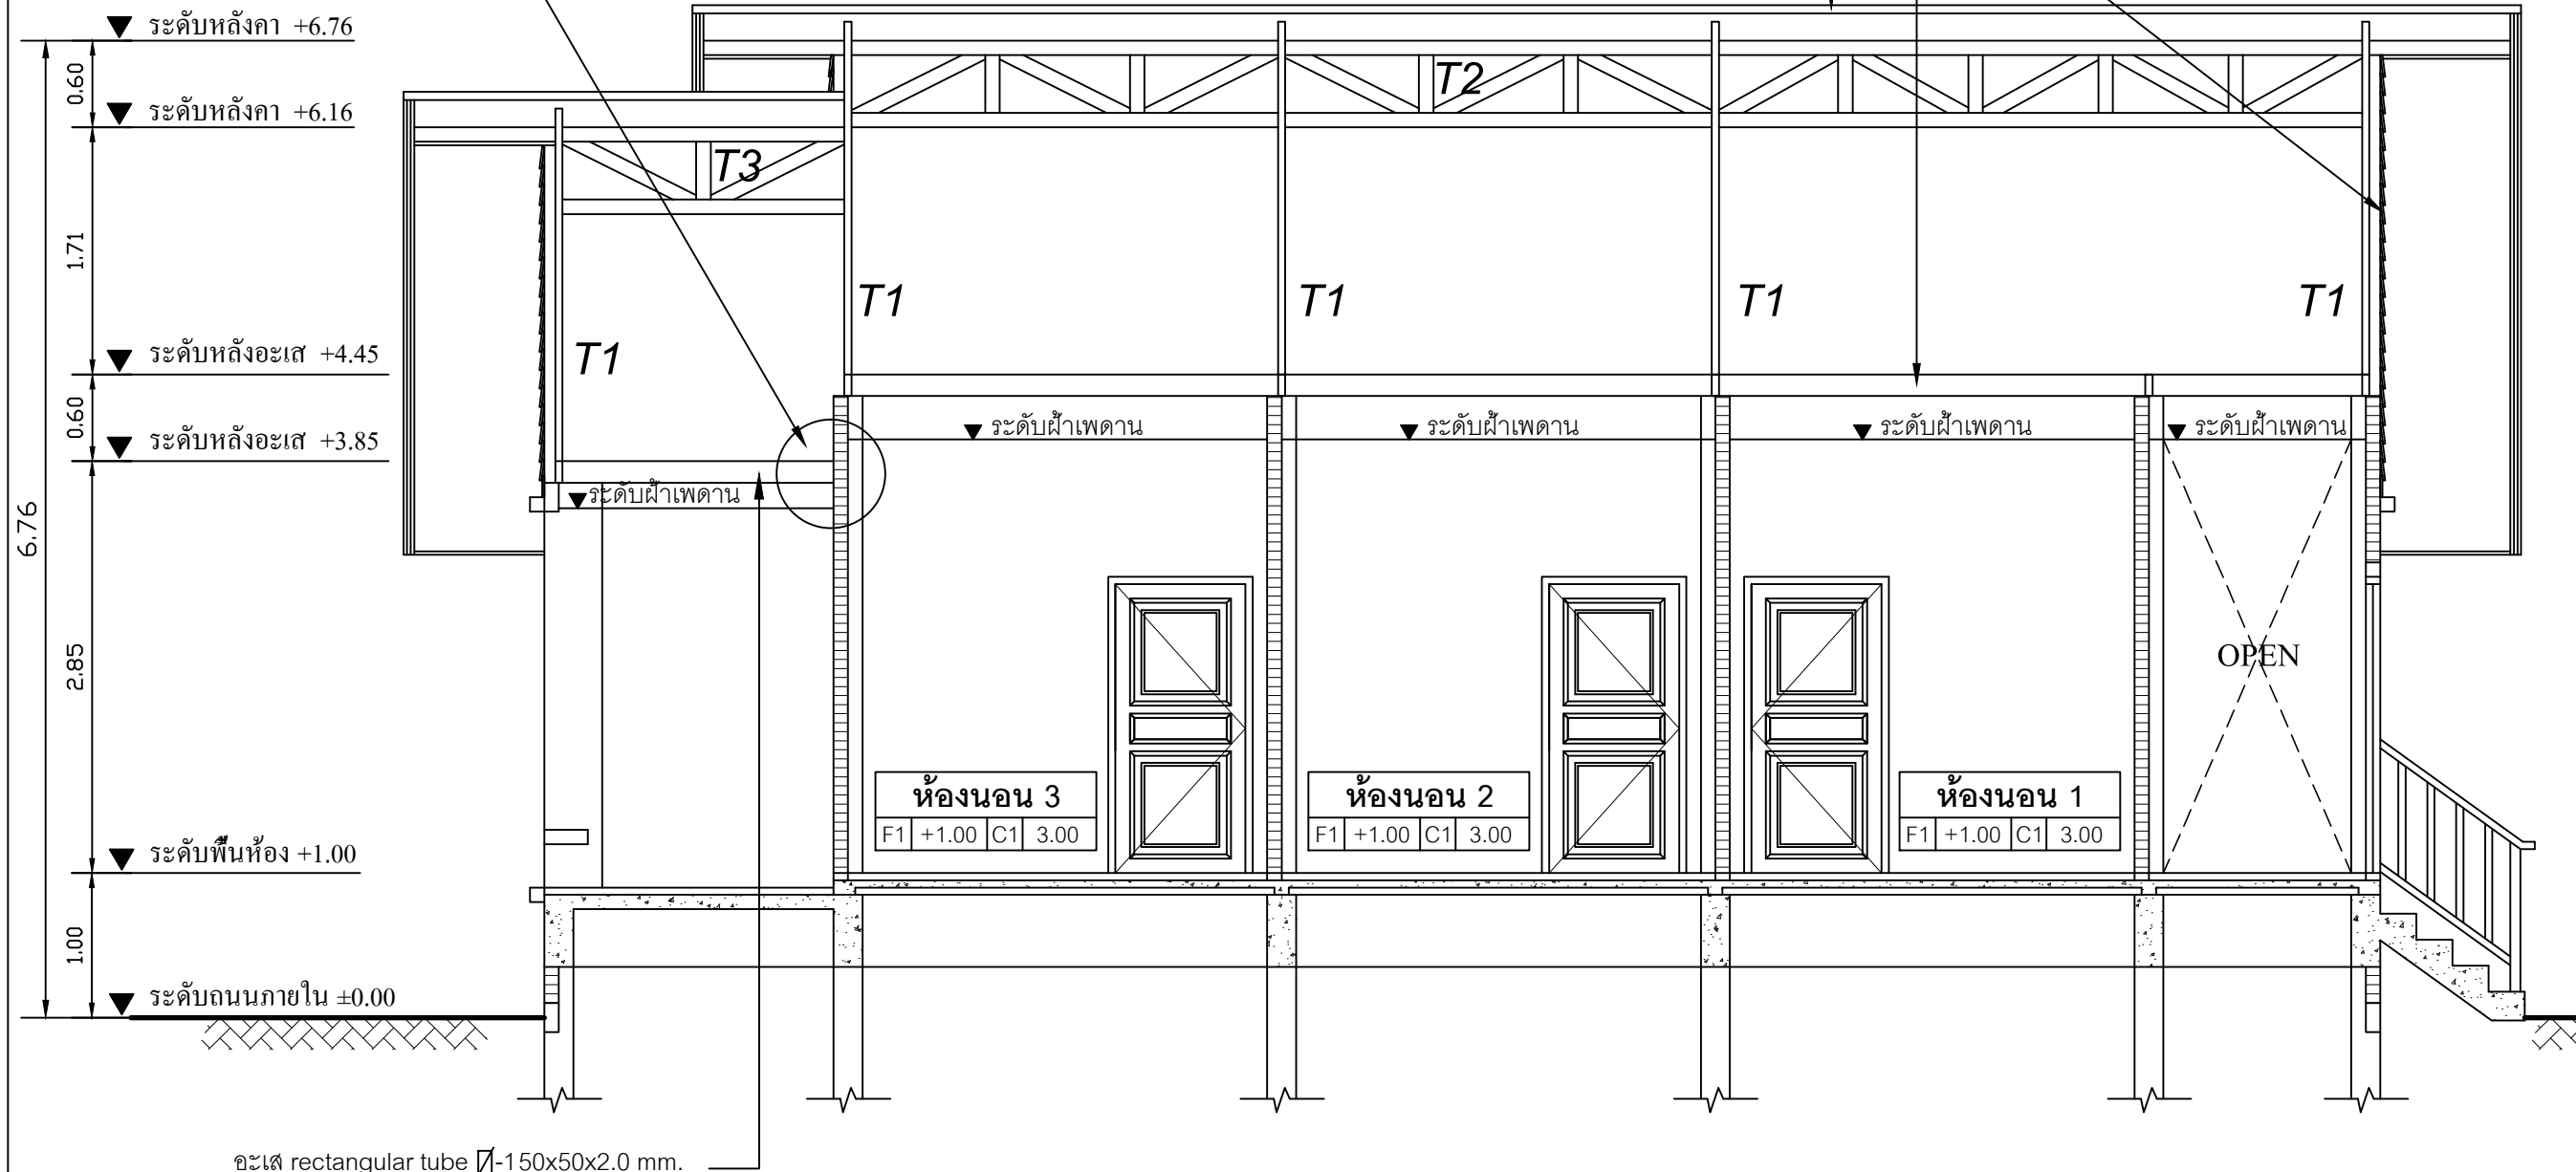 ระดับหลังคา +6.76
0.60
ระดับหลังคา +6.16
T2
T3
1.71
T1
T1
T1
T1
T1
ระดับหลังอะเส +4.45
0.60
ระดับหลังอะเส +3.85
ระดับฝ้าเพดาน
ระดับฝ้าเพดาน
ระดับฝ้าเพดาน
ระดับฝ้าเพดาน
ระดับฝ้าเพดาน
6.76
2.85
OPEN
ห้องนอน 3
F1 +1.00 C1 3.00
ห้องนอน 2
F1 +1.00 C1 3.00
ห้องนอน 1
F1 +1.00 C1 3.00
ระดับพื้นห้อง +1.00
1.00
ระดับถนนภายใน ±0.00
อะเส rectangular tube -150x50x2.0 mm.